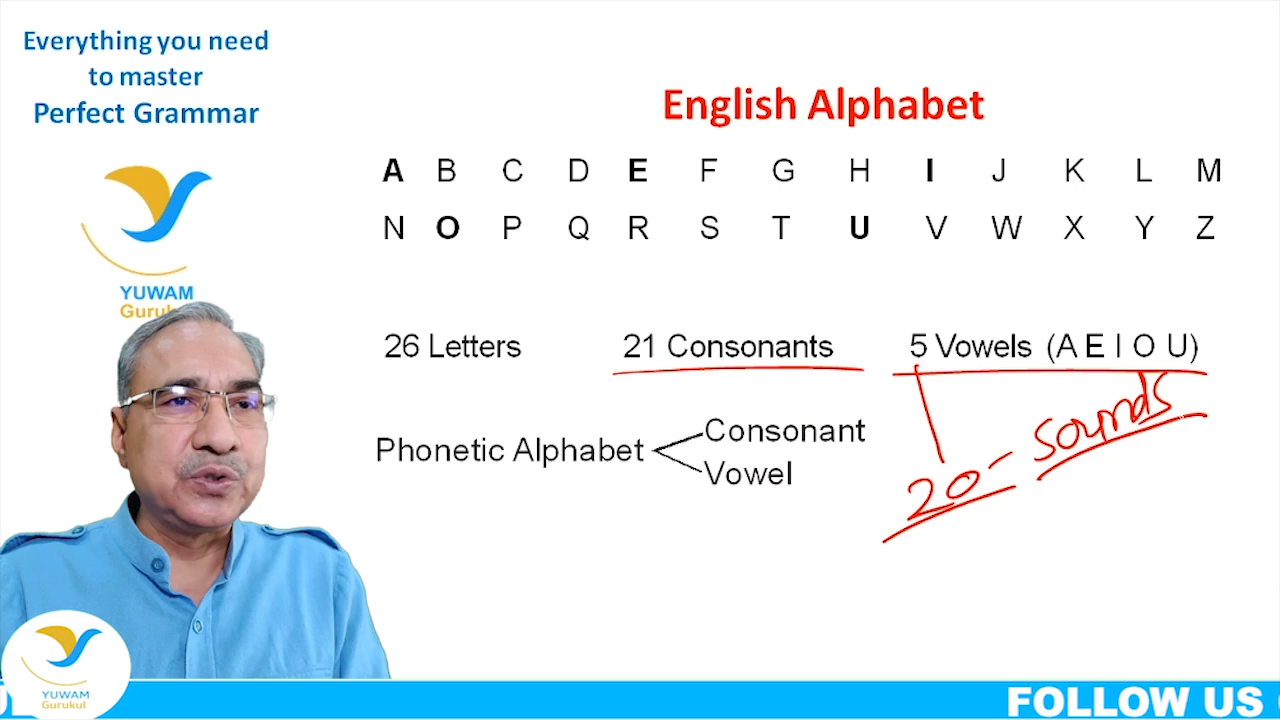 Everything you need
to master
Perfect Grammar
YUWAM
English Alphabet
A B C D E F G H I J K L M
N O P Q R S T U V W X Y Z
26 Letters 21 Consonants 5 Vowels (A E I O U)
Phonetic Alphabet
Consonant
Vowel
20 - Sounds
YUWAM
Gurukul
FOLLOW US